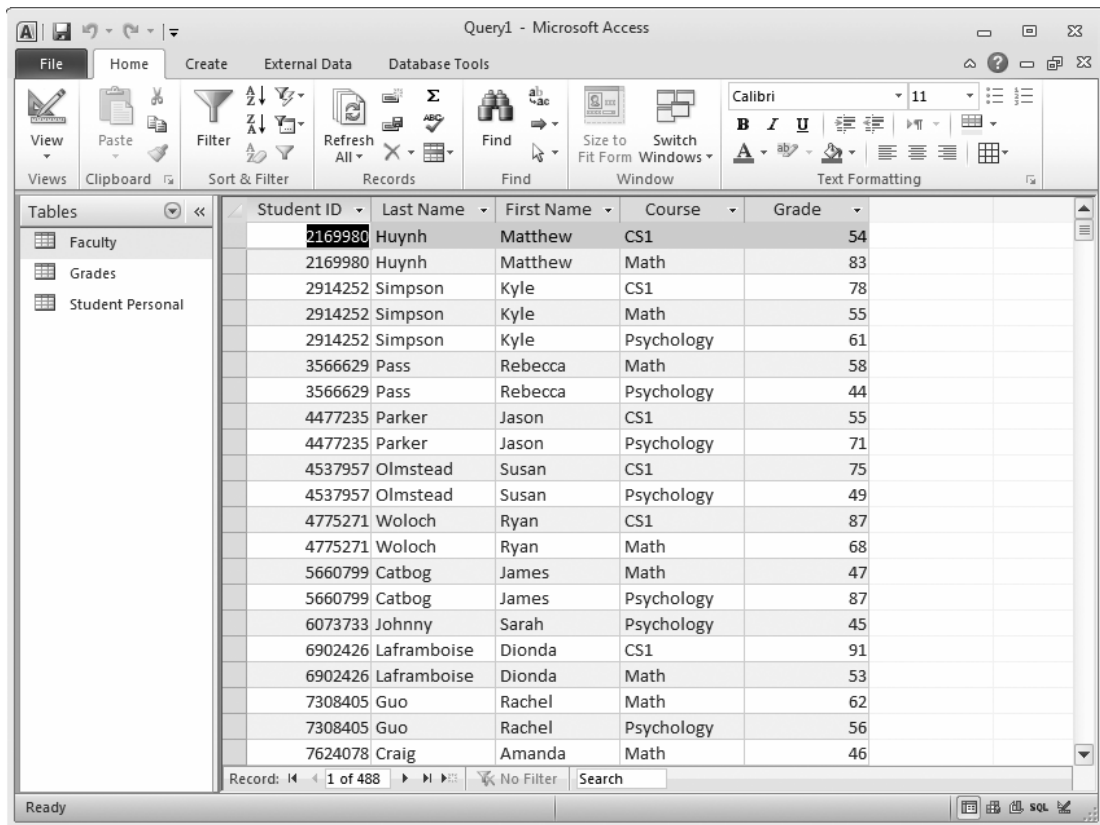 Query1 - Microsoft Access
File Home Create External Data Database Tools
View Paste Filter Refresh All Find Size to Fit Form Switch Windows Calibri 11
B I U
Views Clipboard Sort & Filter Records Find Window Text Formatting
Tables
Faculty
Grades
Student Personal
Student ID Last Name First Name Course Grade
2169980 Huynh Matthew CS1 54
2169980 Huynh Matthew Math 83
2914252 Simpson Kyle CS1 78
2914252 Simpson Kyle Math 55
2914252 Simpson Kyle Psychology 61
3566629 Pass Rebecca Math 58
3566629 Pass Rebecca Psychology 44
4477235 Parker Jason CS1 55
4477235 Parker Jason Psychology 71
4537957 Olmstead Susan CS1 75
4537957 Olmstead Susan Psychology 49
4775271 Woloch Ryan CS1 87
4775271 Woloch Ryan Math 68
5660799 Catbog James Math 47
5660799 Catbog James Psychology 87
6073733 Johnny Sarah Psychology 45
6902426 Laframboise Dionda CS1 91
6902426 Laframboise Dionda Math 53
7308405 Guo Rachel Math 62
7308405 Guo Rachel Psychology 56
7624078 Craig Amanda Math 46
Record: 1 of 488 No Filter Search
Ready SQL